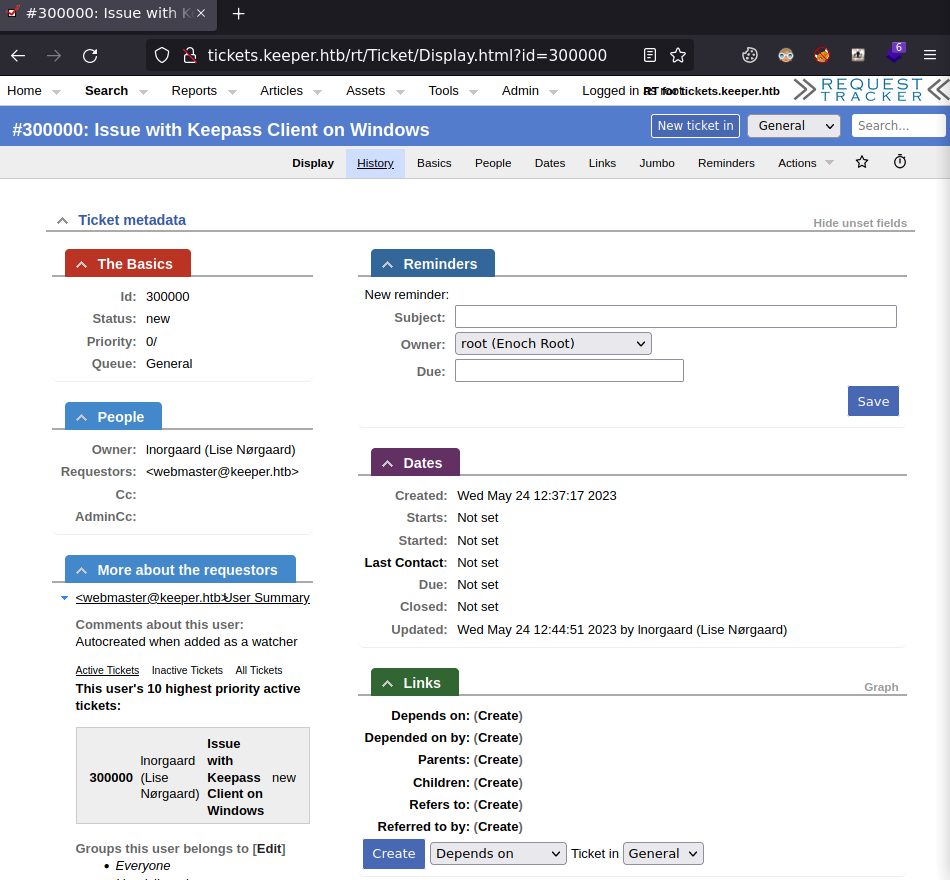 #300000: Issue with Ke
tickets.keeper.htb/rt/Ticket/Display.html?id=300000
6
Home Search Reports Articles Assets Tools Admin Logged in as root RT for tickets.keeper.htb REQUEST TRACKER
#300000: Issue with Keepass Client on Windows
New ticket in General Search...
Display History Basics People Dates Links Jumbo Reminders Actions
Ticket metadata
Hide unset fields
The Basics
Id: 300000
Status: new
Priority: 0/
Queue: General
People
Owner: lnorgaard (Lise Nørgaard)
Requestors: <webmaster@keeper.htb>
Cc:
AdminCc:
More about the requestors
<webmaster@keeper.htb> User Summary
Comments about this user:
Autocreated when added as a watcher
Active Tickets Inactive Tickets All Tickets
This user's 10 highest priority active
tickets:
300000 lnorgaard (Lise Nørgaard) Issue with Keepass Client on Windows new
Groups this user belongs to [Edit]
Everyone
Reminders
New reminder:
Subject:
Owner: root (Enoch Root)
Due:
Save
Dates
Created: Wed May 24 12:37:17 2023
Starts: Not set
Started: Not set
Last Contact: Not set
Due: Not set
Closed: Not set
Updated: Wed May 24 12:44:51 2023 by lnorgaard (Lise Nørgaard)
Links
Graph
Depends on: (Create)
Depended on by: (Create)
Parents: (Create)
Children: (Create)
Refers to: (Create)
Referred to by: (Create)
Create Depends on Ticket in General